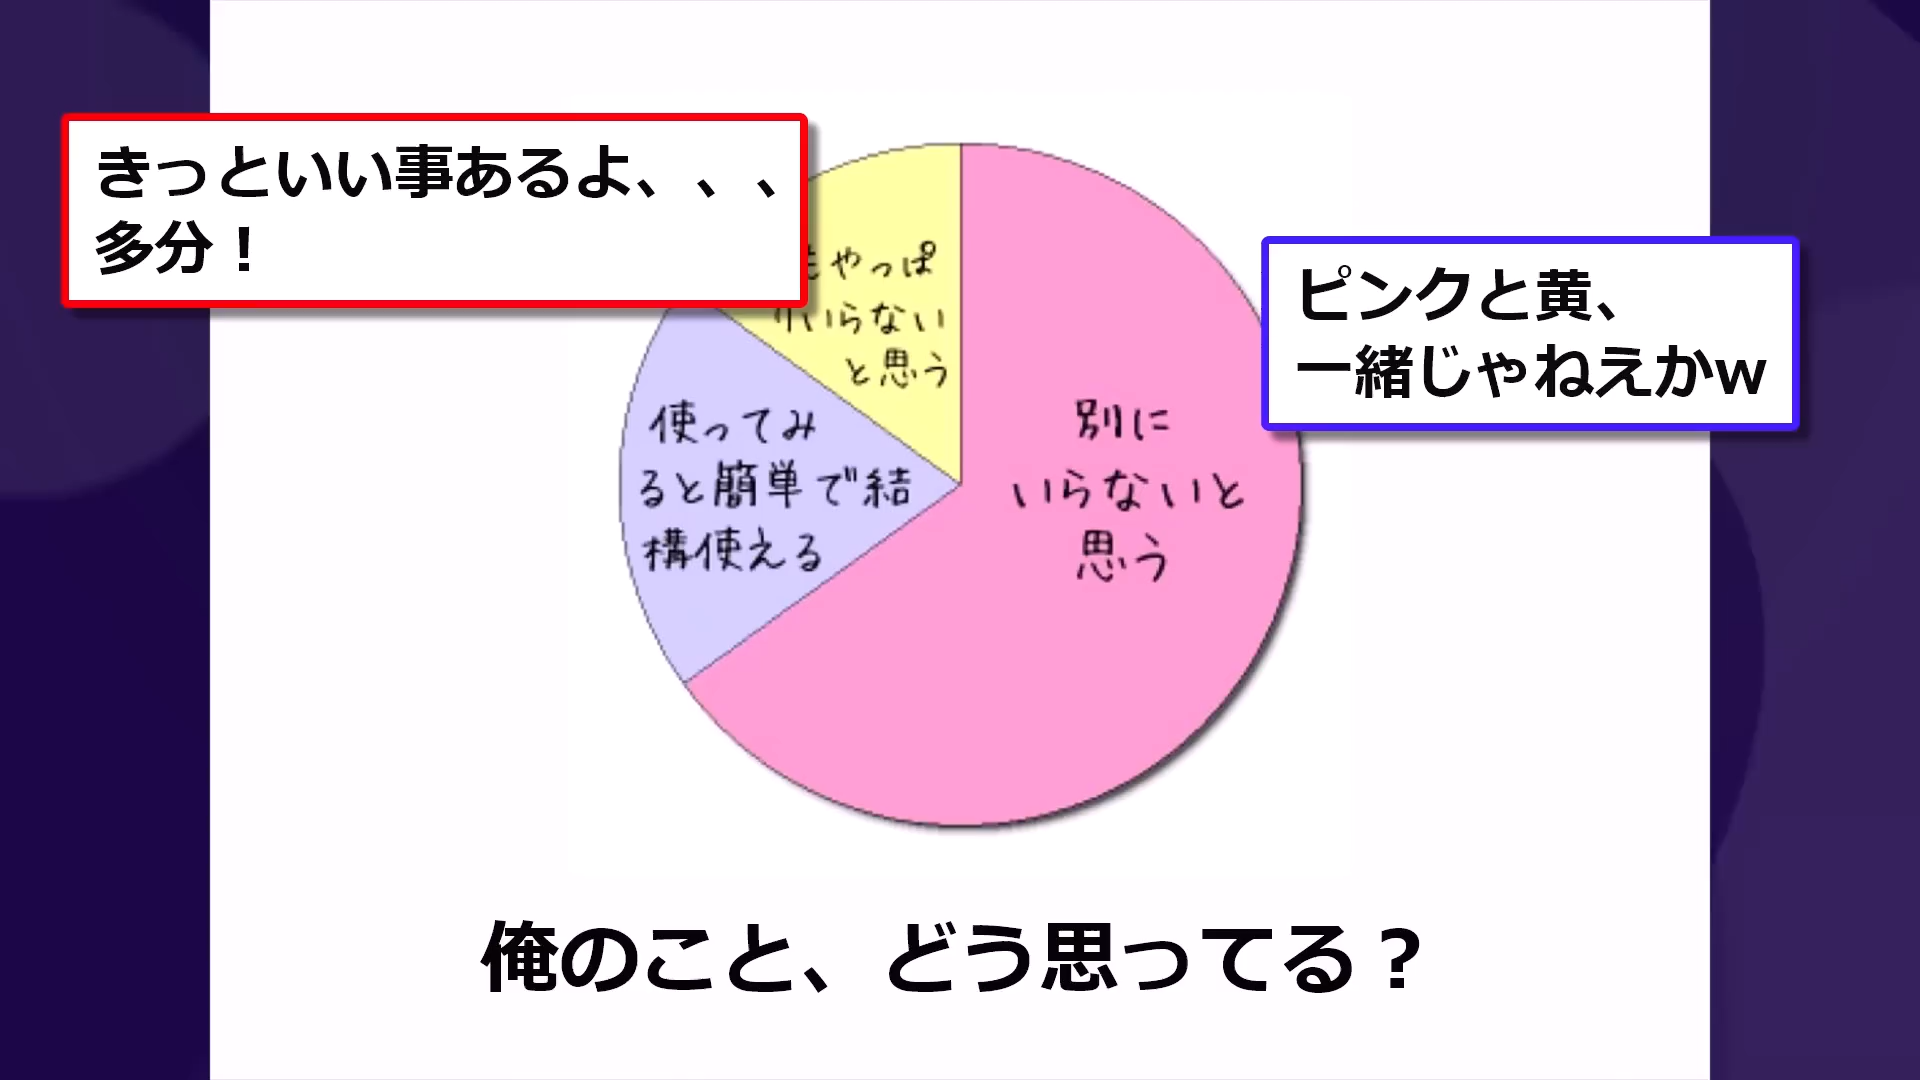 きっといい事あるよ、、、
多分！
ピンクと黄、
一緒じゃねえかw
もやっぱ
りいらない
と思う
使ってみ
ると簡単で結
構使える
別に
いらないと
思う
俺のこと、どう思ってる？